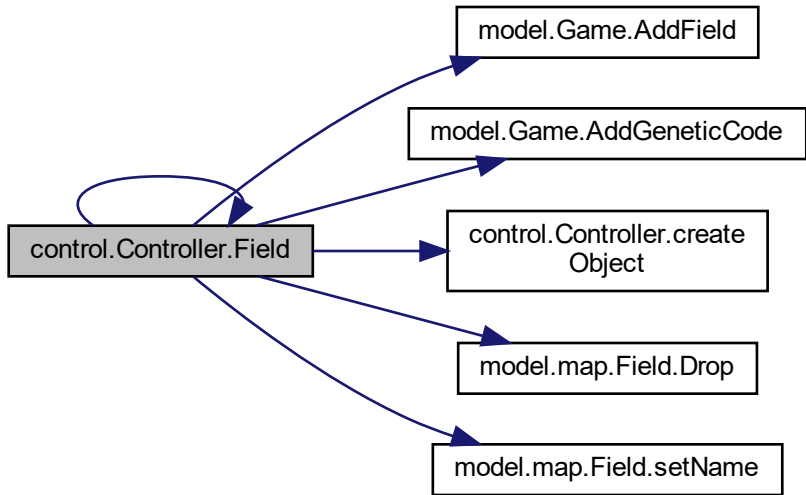 model.Game.AddField
model.Game.AddGeneticCode
control.Controller.Field
control.Controller.create
Object
model.map.Field.Drop
model.map.Field.setName